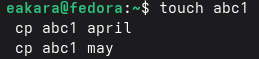 eakara@fedora:~$ touch abc1
cp abc1 april
cp abc1 may